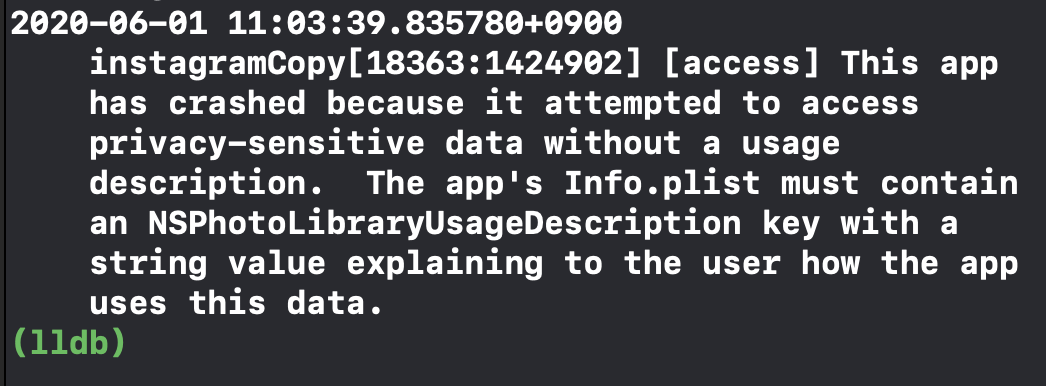 2020-06-01 11:03:39.835780+0900
instagramCopy[18363:1424902] [access] This app
has crashed because it attempted to access
privacy-sensitive data without a usage
description.  The app's Info.plist must contain
an NSPhotoLibraryUsageDescription key with a
string value explaining to the user how the app
uses this data.
(lldb)